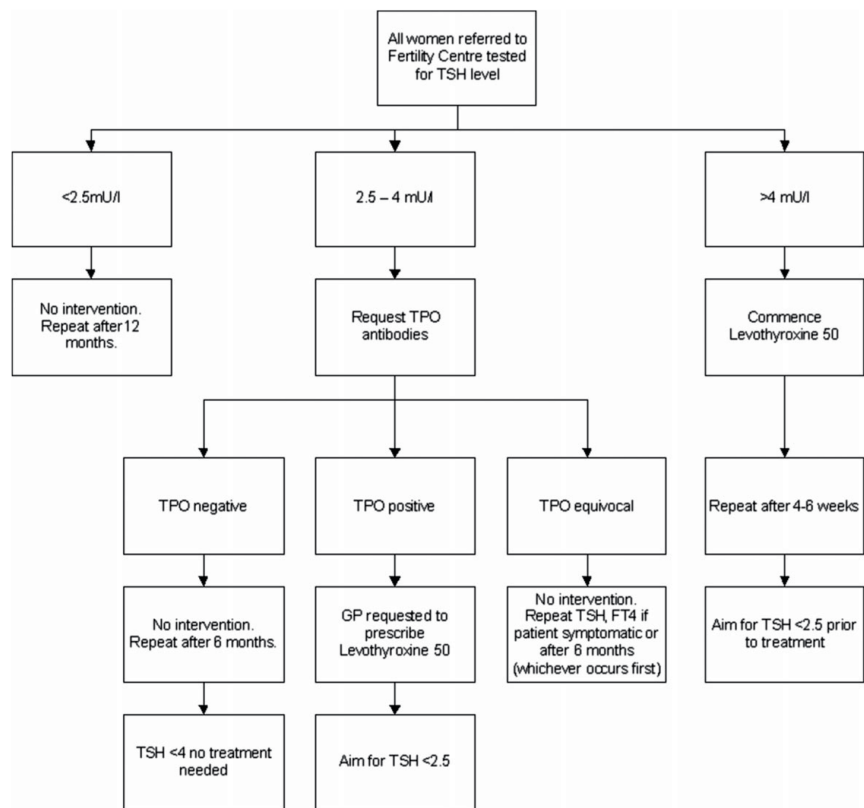 All women referred to
Fertility Centre tested
for TSH level
<2.5mU/l
2.5 – 4 mU/l
>4 mU/l
No intervention.
Repeat after 12
months.
Request TPO
antibodies
Commence
Levothyroxine 50
TPO negative
TPO positive
TPO equivocal
Repeat after 4-6 weeks
No intervention.
Repeat after 6 months.
GP requested to
prescribe
Levothyroxine 50
No intervention.
Repeat TSH, FT4 if
patient symptomatic or
after 6 months
(whichever occurs first)
Aim for TSH <2.5 prior
to treatment
TSH <4 no treatment
needed
Aim for TSH <2.5